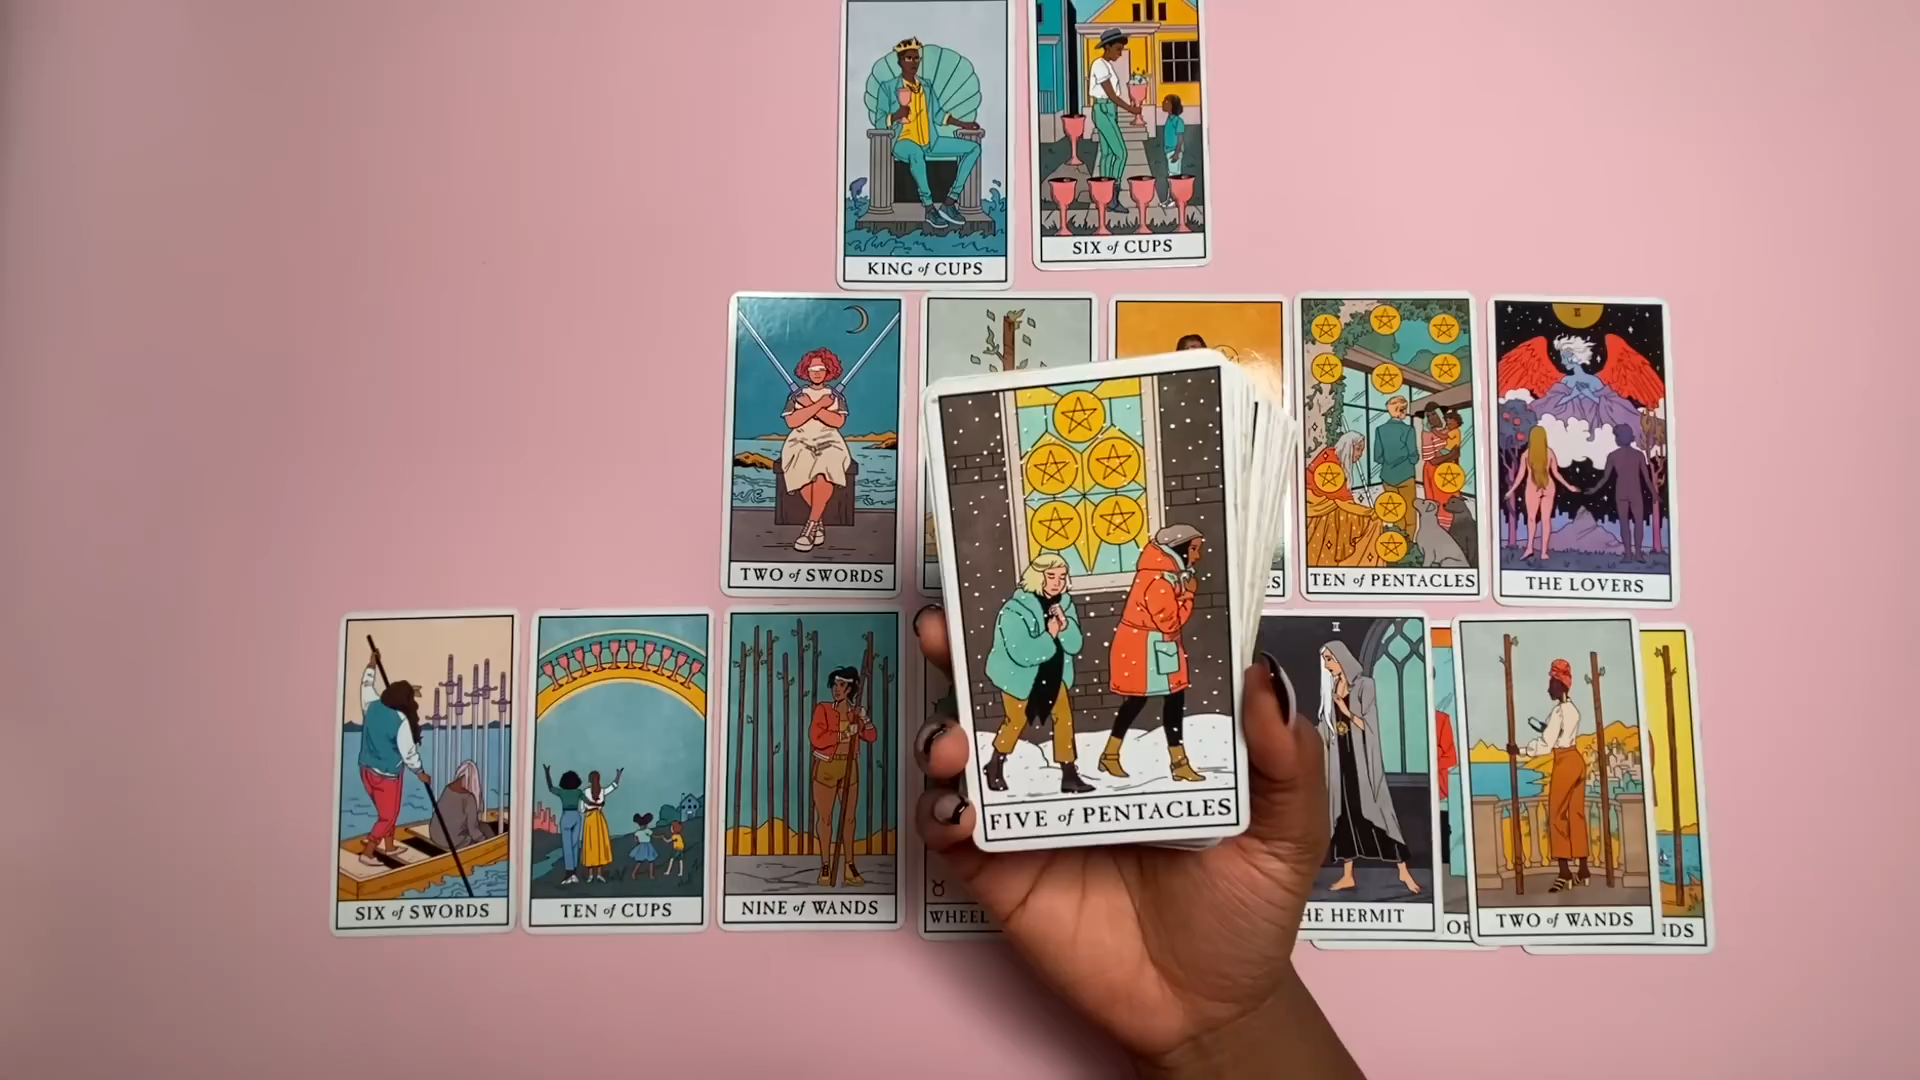 KING of CUPS
SIX of CUPS
TWO of SWORDS
TEN of PENTACLES
THE LOVERS
FIVE of PENTACLES
SIX of SWORDS
TEN of CUPS
NINE of WANDS
WHEEL
HERMIT
TWO of WANDS